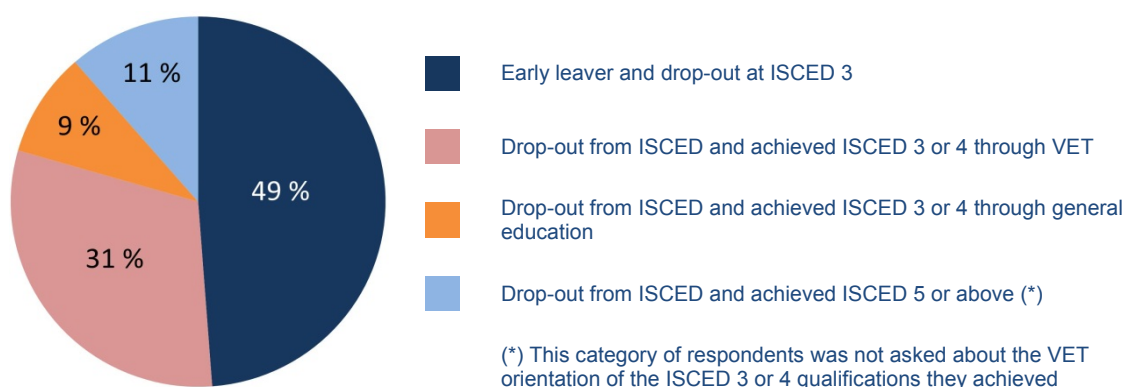 11 %
9 %
49 %
31 %
Early leaver and drop-out at ISCED 3
Drop-out from ISCED and achieved ISCED 3 or 4 through VET
Drop-out from ISCED and achieved ISCED 3 or 4 through general
education
Drop-out from ISCED and achieved ISCED 5 or above (*)
(*) This category of respondents was not asked about the VET
orientation of the ISCED 3 or 4 qualifications they achieved